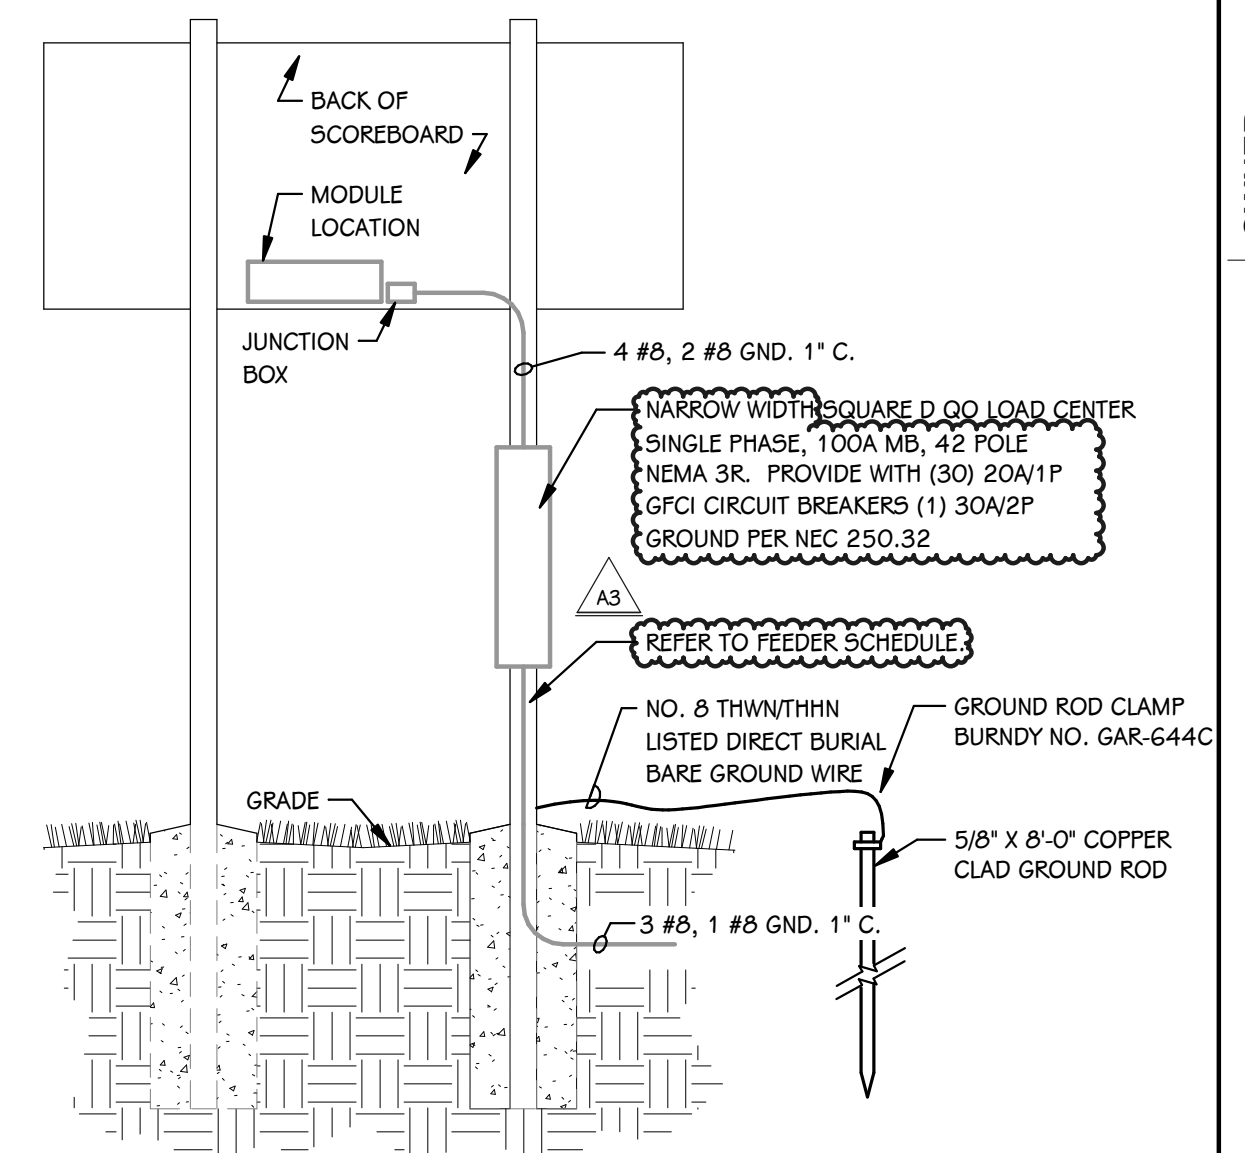 BACK OF
SCOREBOARD
MODULE
LOCATION
JUNCTION
BOX
4 #8, 2 #8 GND. 1" C.
NARROW WIDTH SQUARE D QO LOAD CENTER
SINGLE PHASE, 100A MB, 42 POLE
NEMA 3R. PROVIDE WITH (30) 20A/1P
GFCI CIRCUIT BREAKERS (1) 30A/2P
GROUND PER NEC 250.32
A3
REFER TO FEEDER SCHEDULE.
NO. 8 THWN/THHN
LISTED DIRECT BURIAL
BARE GROUND WIRE
GROUND ROD CLAMP
BURNDY NO. GAR-644C
GRADE
5/8" X 8'-0" COPPER
CLAD GROUND ROD
3 #8, 1 #8 GND. 1" C.